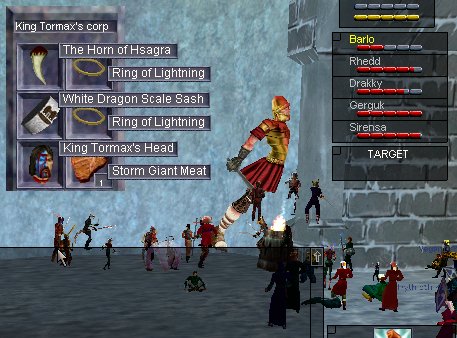 King Tormax's corp
The Horn of Hsagra
Ring of Lightning
White Dragon Scale Sash
Ring of Lightning
King Tormax's Head
Storm Giant Meat
1
Barlo
Rhedd
Drakky
Gerguk
Sirensa
TARGET